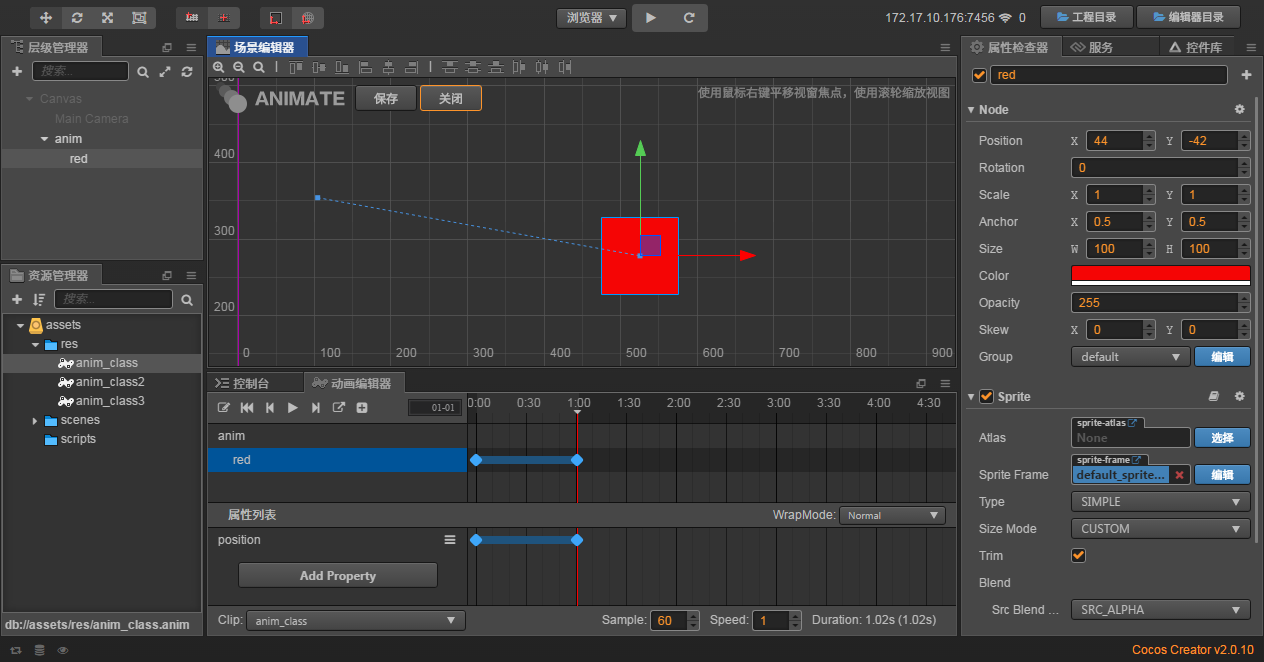 浏览器
172.17.10.176:7456 0
工程目录
编辑器目录
层级管理器
搜索...
Canvas
Main Camera
anim
red
资源管理器
搜索...
assets
res
anim_class
anim_class2
anim_class3
scenes
scripts
db://assets/res/anim_class.anim
场景编辑器
500
ANIMATE
保存
关闭
使用鼠标右键平移视窗焦点，使用滚轮缩放视图
400
300
200
0 100 200 300 400 500 600 700 800 900
控制台
动画编辑器
01-01
0:00 0:30 1:00 1:30 2:00 2:30 3:00 3:30 4:00 4:30
anim
red
属性列表
WrapMode: Normal
position
Add Property
Clip: anim_class
Sample: 60 Speed: 1 Duration: 1.02s (1.02s)
属性检查器
服务
控件库
red
Node
Position X 44 Y -42
Rotation 0
Scale X 1 Y 1
Anchor X 0.5 Y 0.5
Size W 100 H 100
Color
Opacity 255
Skew X 0 Y 0
Group default 编辑
Sprite
sprite-atlas
Atlas None 选择
sprite-frame
Sprite Frame default_sprite... 编辑
Type SIMPLE
Size Mode CUSTOM
Trim
Blend
Src Blend ... SRC_ALPHA
Cocos Creator v2.0.10